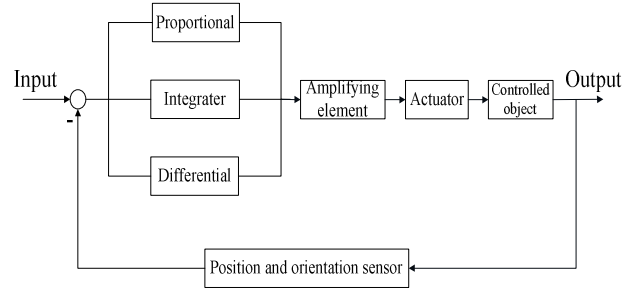 Proportional
Input
-
Integrater
Amplifying
element
Actuator
Controlled
object
Output
Differential
Position and orientation sensor